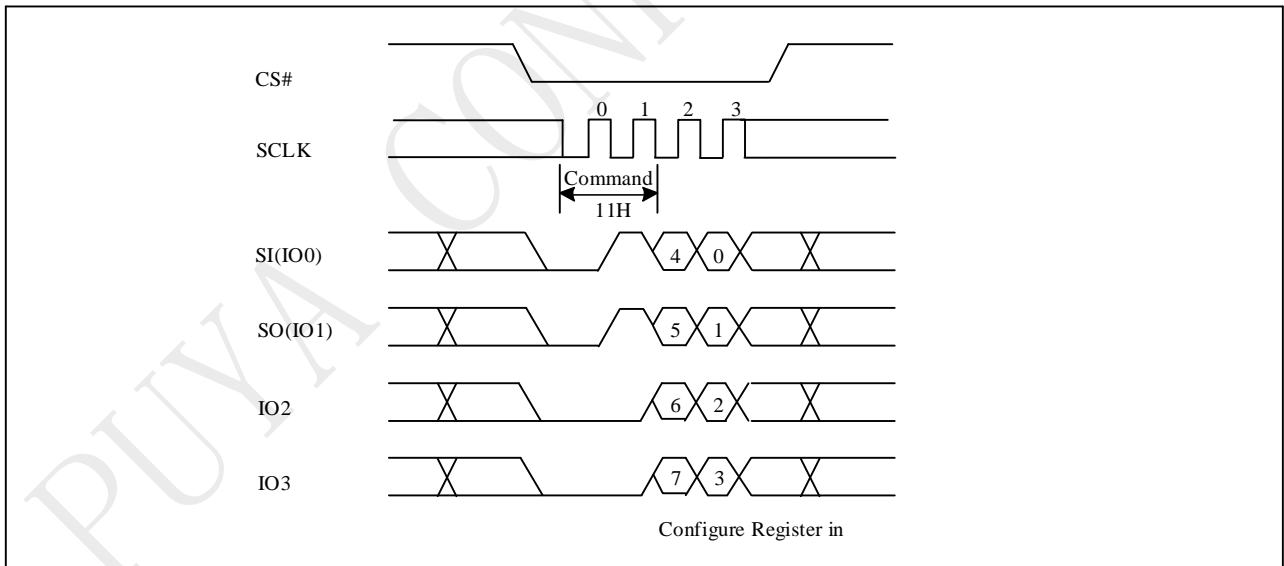 CS#
0 1 2 3
SCLK
Command
11H
SI(IO0)
4 0
SO(IO1)
5 1
IO2
6 2
IO3
7 3
Configure Register in
PUYA CON